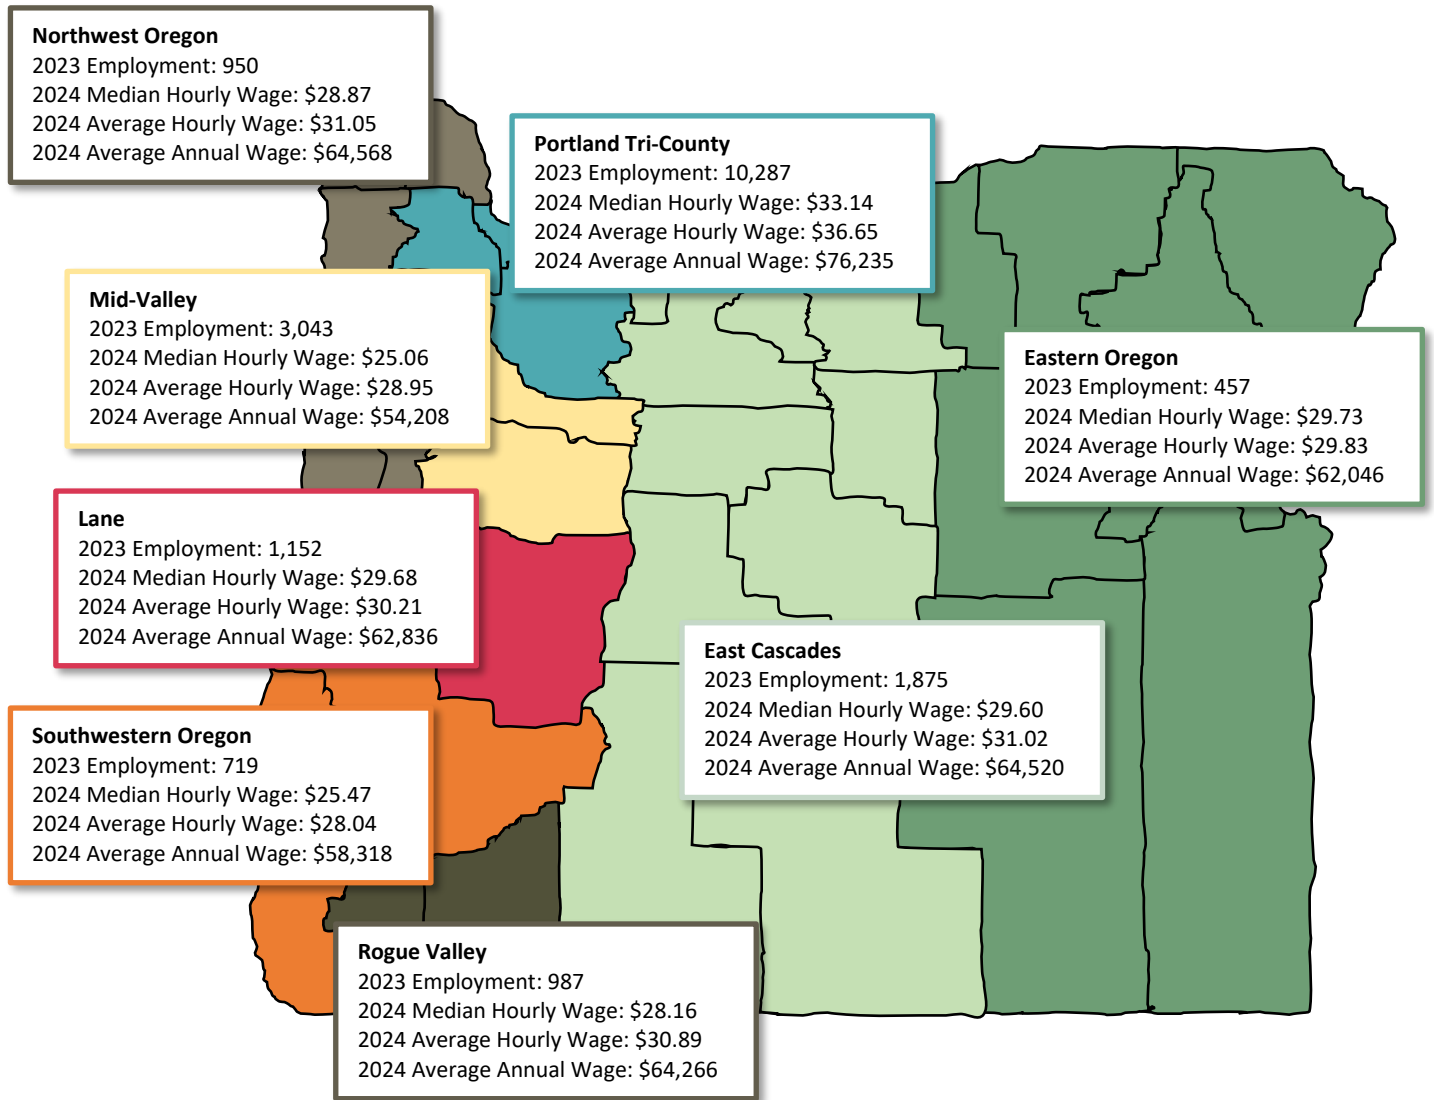 Northwest Oregon
2023 Employment: 950
2024 Median Hourly Wage: $28.87
2024 Average Hourly Wage: $31.05
2024 Average Annual Wage: $64,568
Portland Tri-County
2023 Employment: 10,287
2024 Median Hourly Wage: $33.14
2024 Average Hourly Wage: $36.65
2024 Average Annual Wage: $76,235
Mid-Valley
2023 Employment: 3,043
2024 Median Hourly Wage: $25.06
2024 Average Hourly Wage: $28.95
2024 Average Annual Wage: $54,208
Eastern Oregon
2023 Employment: 457
2024 Median Hourly Wage: $29.73
2024 Average Hourly Wage: $29.83
2024 Average Annual Wage: $62,046
Lane
2023 Employment: 1,152
2024 Median Hourly Wage: $29.68
2024 Average Hourly Wage: $30.21
2024 Average Annual Wage: $62,836
East Cascades
2023 Employment: 1,875
2024 Median Hourly Wage: $29.60
2024 Average Hourly Wage: $31.02
2024 Average Annual Wage: $64,520
Southwestern Oregon
2023 Employment: 719
2024 Median Hourly Wage: $25.47
2024 Average Hourly Wage: $28.04
2024 Average Annual Wage: $58,318
Rogue Valley
2023 Employment: 987
2024 Median Hourly Wage: $28.16
2024 Average Hourly Wage: $30.89
2024 Average Annual Wage: $64,266